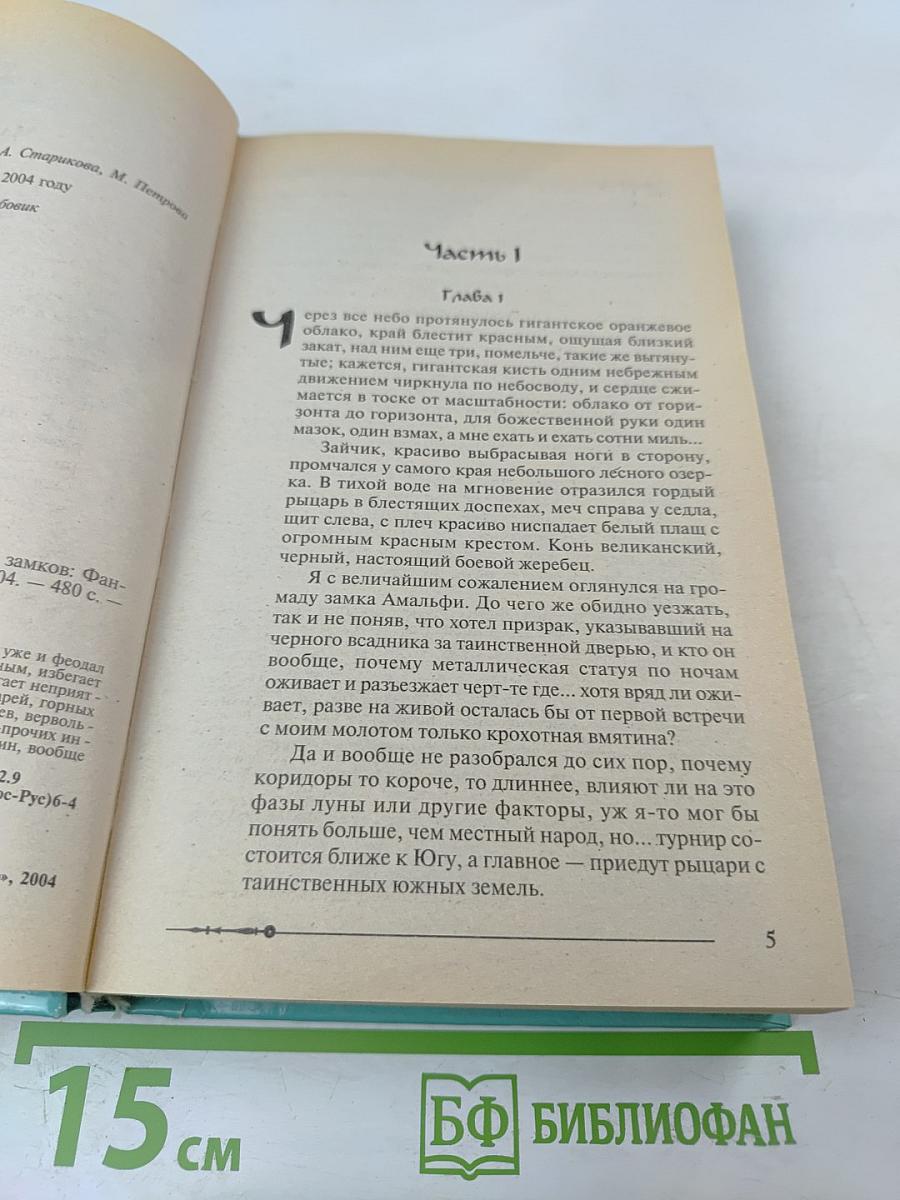 А. Старикова, М. Петрова
2004 году
бовик
замков: Фан-
04. — 480 с. —
уже и феодал
ным, избегает
гает неприят-
арей, горных
ев, верволь-
-прочих ин-
ин, вообще
2.9
ос-Рус)6-4
», 2004
Часть 1
Глава 1
Через все небо протянулось гигантское оранжевое
облако, край блестит красным, ощущая близкий
закат, над ним еще три, помельче, такие же вытяну-
тые; кажется, гигантская кисть одним небрежным
движением чиркнула по небосводу, и сердце сжи-
мается в тоске от масштабности: облако от гори-
зонта до горизонта, для божественной руки один
мазок, один взмах, а мне ехать и ехать сотни миль...
Зайчик, красиво выбрасывая ноги в сторону,
промчался у самого края небольшого лесного озер-
ка. В тихой воде на мгновение отразился гордый
рыцарь в блестящих доспехах, меч справа у седла,
щит слева, с плеч красиво ниспадает белый плащ с
огромным красным крестом. Конь великанский,
черный, настоящий боевой жеребец.
Я с величайшим сожалением оглянулся на гро-
маду замка Амальфи. До чего же обидно уезжать,
так и не поняв, что хотел призрак, указывавший на
черного всадника за таинственной дверью, и кто он
вообще, почему металлическая статуя по ночам
оживает и разъезжает черт-те где... хотя вряд ли ожи-
вает, разве на живой осталась бы от первой встречи
с моим молотом только крохотная вмятина?
Да и вообще не разобрался до сих пор, почему
коридоры то короче, то длиннее, влияют ли на это
фазы луны или другие факторы, уж я-то мог бы
понять больше, чем местный народ, но... турнир со-
стоится ближе к Югу, а главное — приедут рыцари с
таинственных южных земель.
5
15 см
БФ БИБЛИОФАН